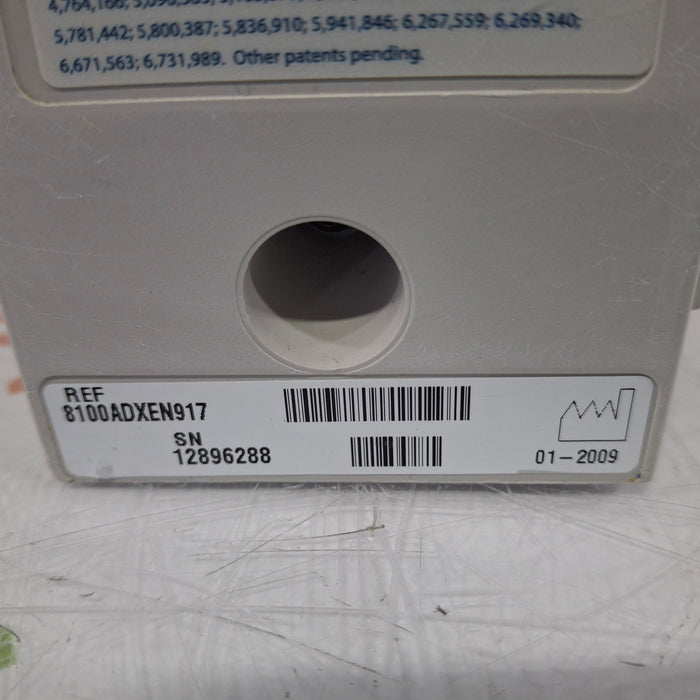 5,781,442; 5,800,387; 5,836,910; 5,941,846; 6,267,559; 6,269,340;
6,671,563; 6,731,989. Other patents pending.
REF
8100ADXEN917
SN
12896288
01-2009